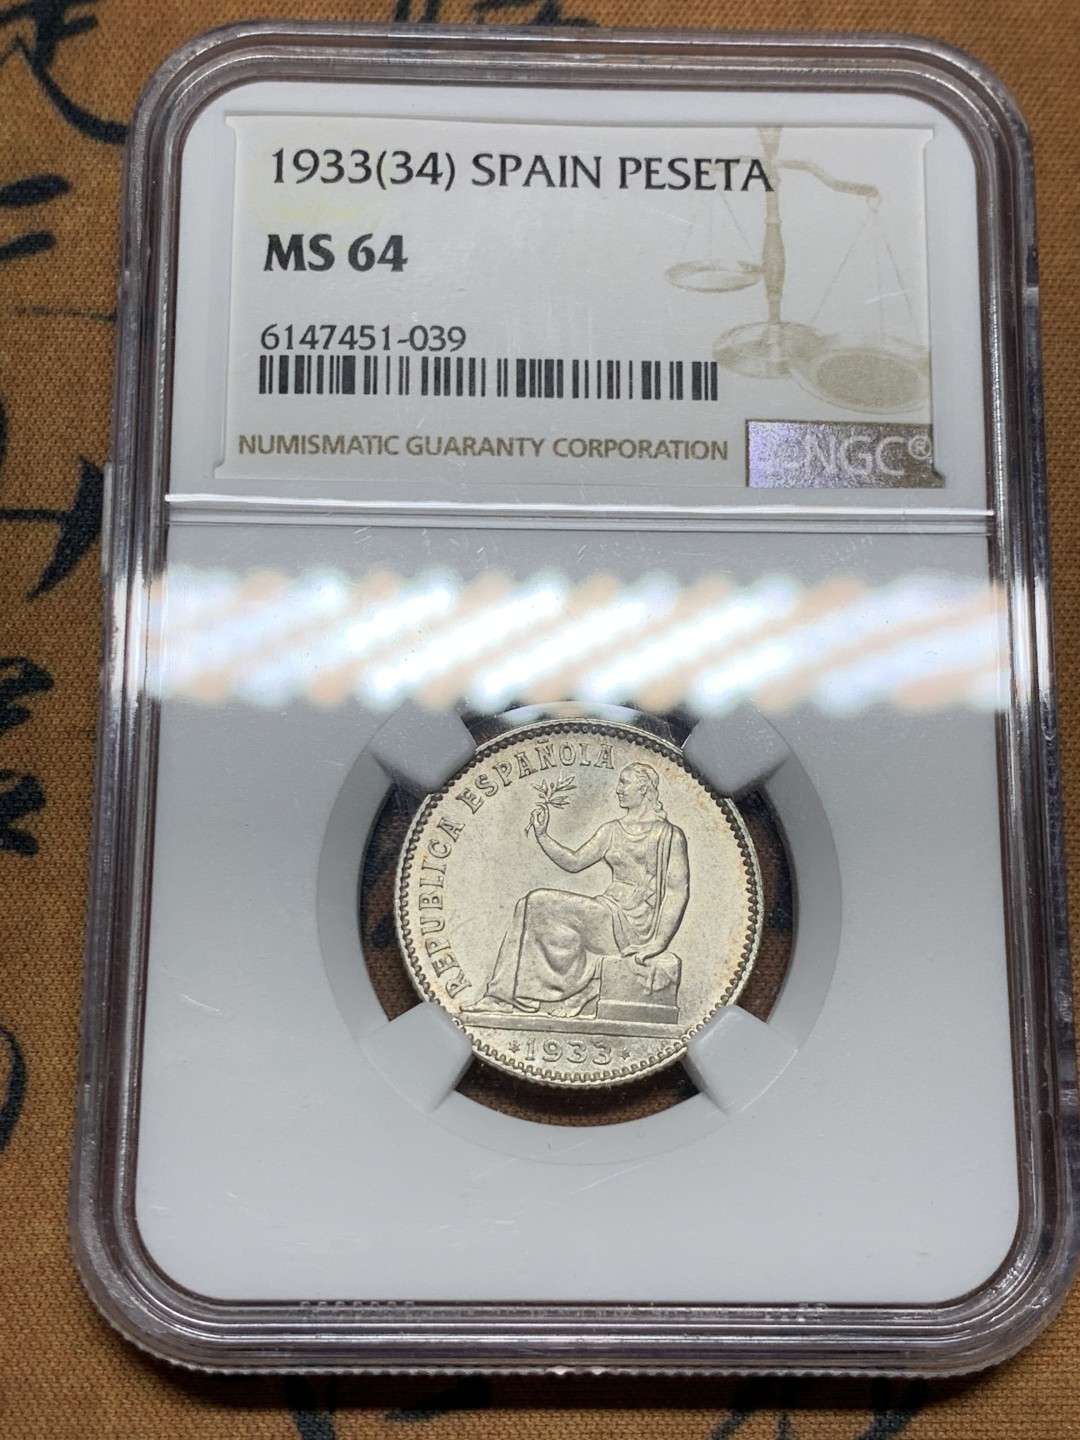 1933(34) SPAIN PESETA
MS 64
6147451-039
NUMISMATIC GUARANTY CORPORATION
NGC®
REPUBLICA ESPAÑOLA
*1933*